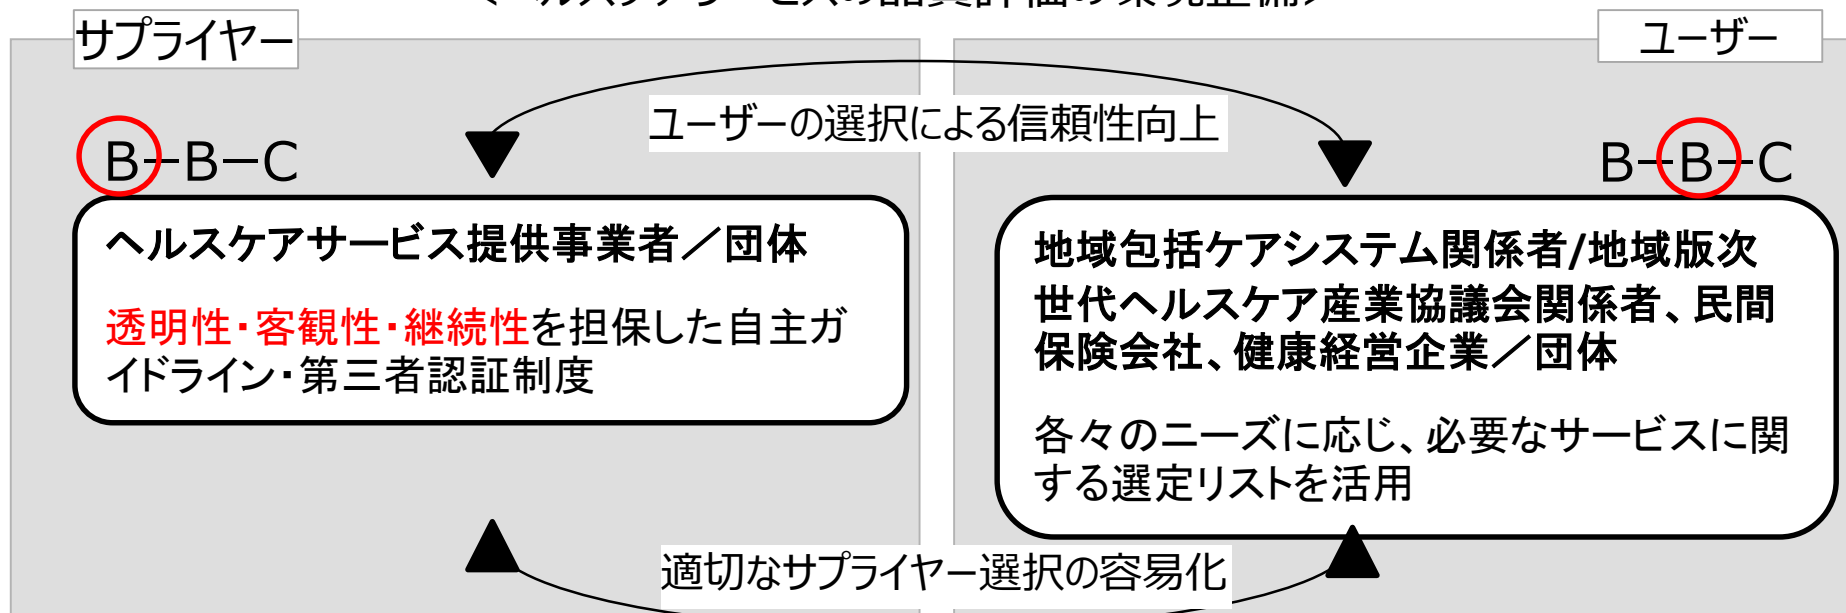 サプライヤー
ユーザー
ユーザーの選択による信頼性向上
B-B-C
B-B-C
ヘルスケアサービス提供事業者／団体
透明性・客観性・継続性を担保した自主ガ
イドライン・第三者認証制度
地域包括ケアシステム関係者/地域版次
世代ヘルスケア産業協議会関係者、民間
保険会社、健康経営企業／団体
各々のニーズに応じ、必要なサービスに関
する選定リストを活用
適切なサプライヤー選択の容易化